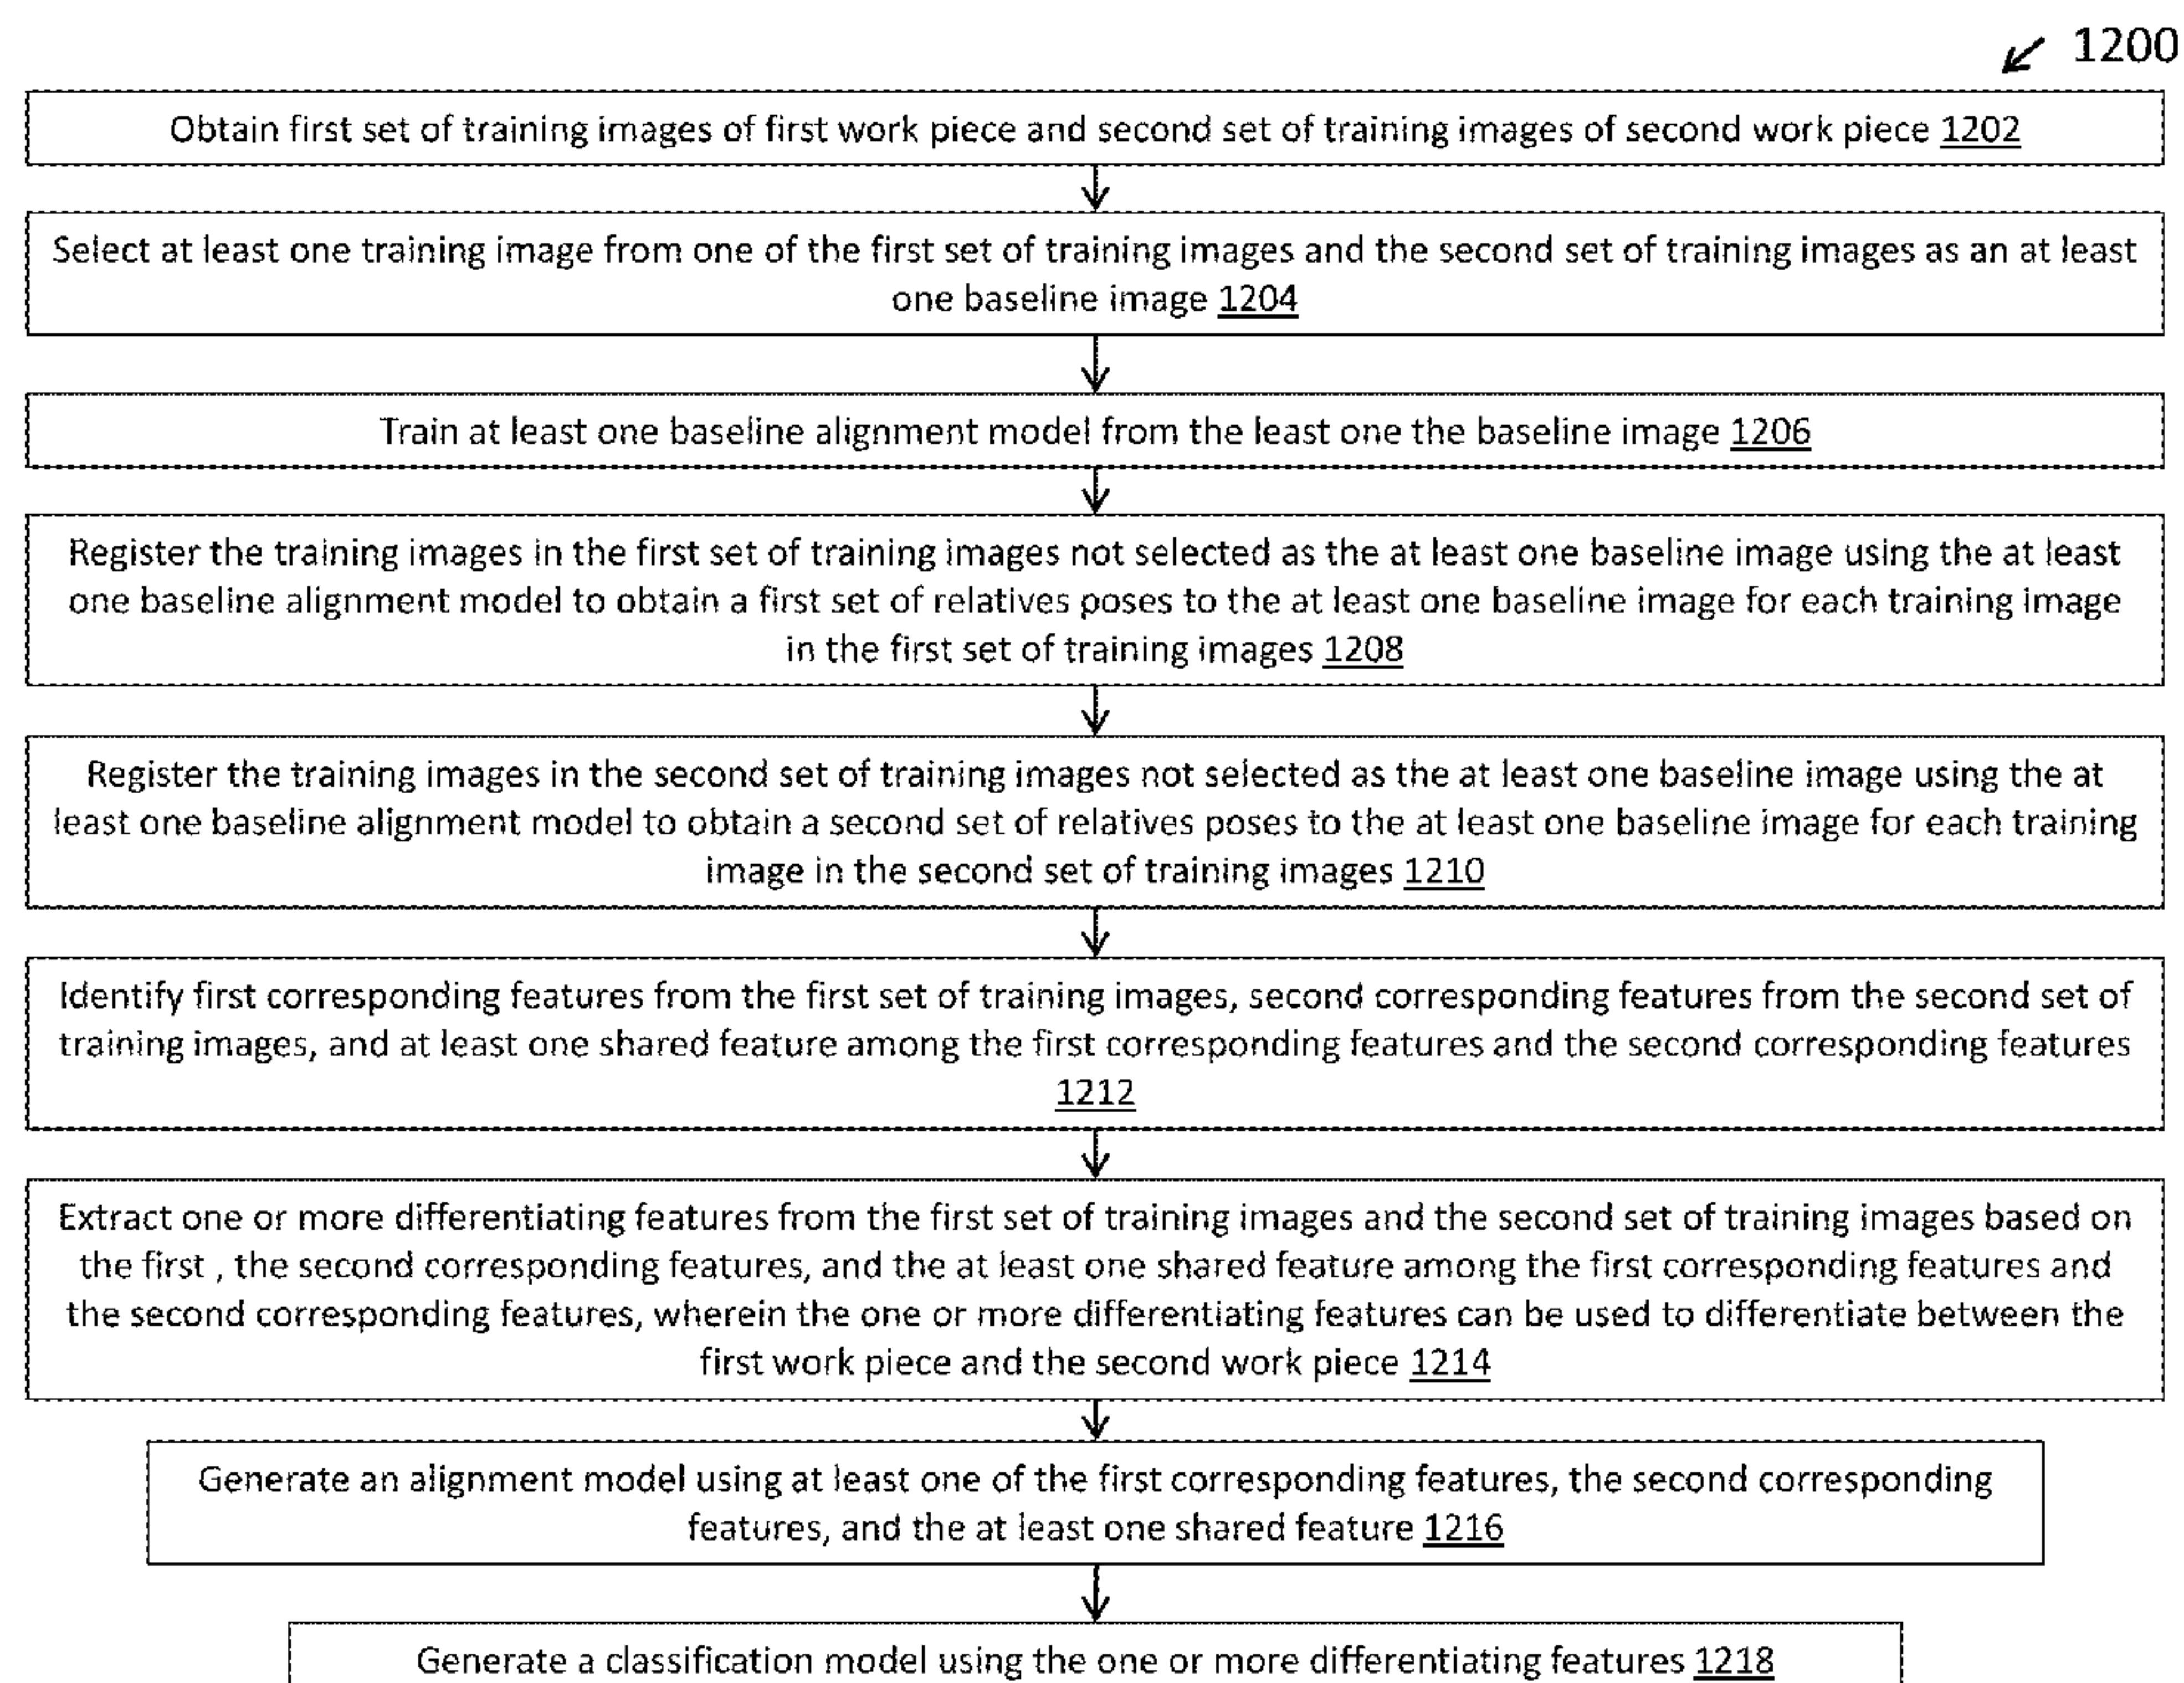 1200
Obtain first set of training images of first work piece and second set of training images of second work piece 1202
Select at least one training image from one of the first set of training images and the second set of training images as an at least
one baseline image 1204
Train at least one baseline alignment model from the least one the baseline image 1206
Register the training images in the first set of training images not selected as the at least one baseline image using the at least
one baseline alignment model to obtain a first set of relatives poses to the at least one baseline image for each training image
in the first set of training images 1208
Register the training images in the second set of training images not selected as the at least one baseline image using the at
least one baseline alignment model to obtain a second set of relatives poses to the at least one baseline image for each training
image in the second set of training images 1210
Identify first corresponding features from the first set of training images, second corresponding features from the second set of
training images, and at least one shared feature among the first corresponding features and the second corresponding features
1212
Extract one or more differentiating features from the first set of training images and the second set of training images based on
the first , the second corresponding features, and the at least one shared feature among the first corresponding features and
the second corresponding features, wherein the one or more differentiating features can be used to differentiate between the
first work piece and the second work piece 1214
Generate an alignment model using at least one of the first corresponding features, the second corresponding
features, and the at least one shared feature 1216
Generate a classification model using the one or more differentiating features 1218